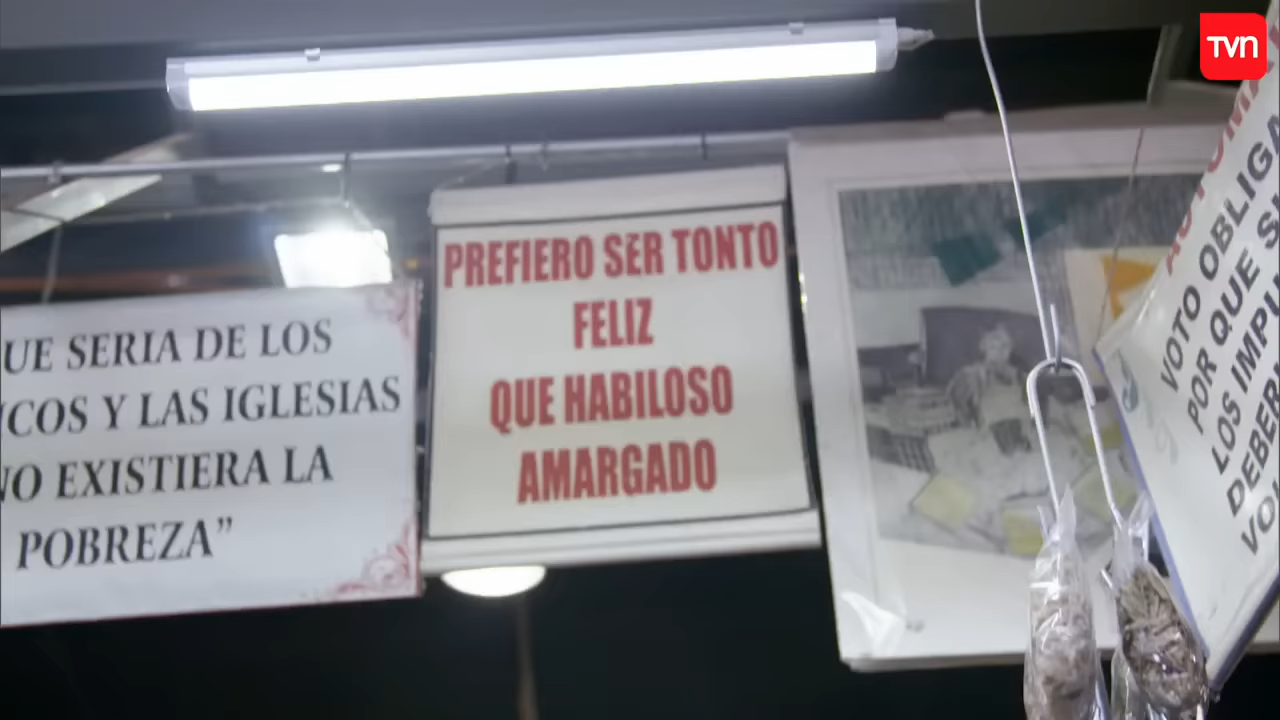 UE SERIA DE LOS
COS Y LAS IGLESIAS
NO EXISTIERA LA
POBREZA”
PREFIERO SER TONTO
FELIZ
QUE HABILOSO
AMARGADO
VOTO OBLIGA
POR QUE S
LOS IMPU
DEBER
VO
TVN